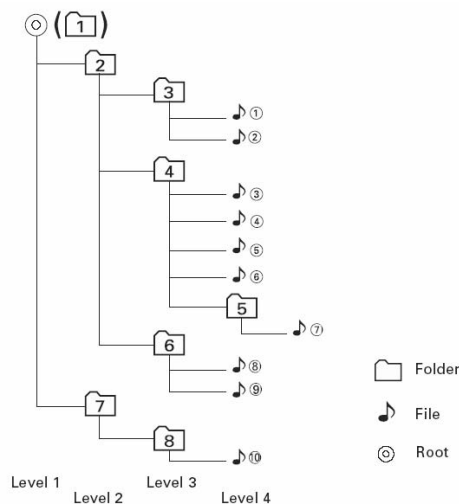 (1)
2
3
①
②
4
③
④
⑤
⑥
5
⑦
6
⑧
⑨
7
8
⑩
Folder
File
Root
Level 1
Level 2
Level 3
Level 4